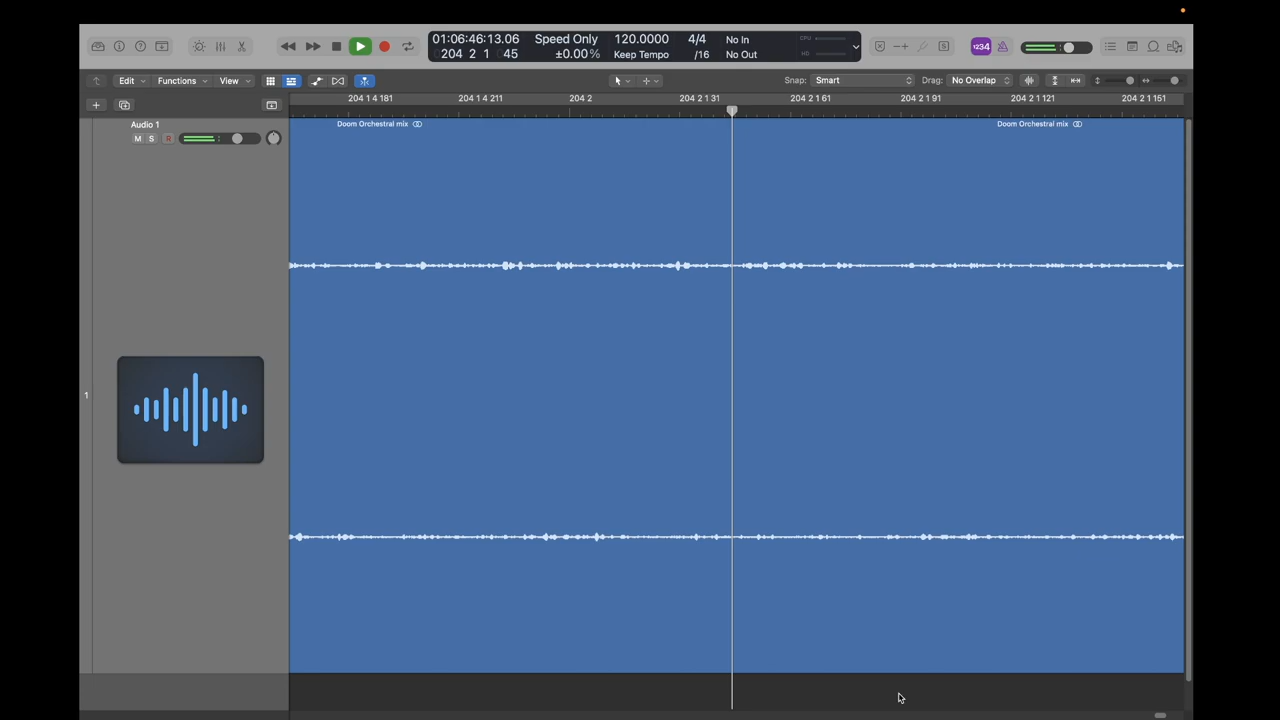 01:06:46:13.06 Speed Only 120.0000 4/4 No In CPU
204 2 1 45 ±0.00% Keep Tempo /16 No Out HD
1234
Edit Functions View Snap: Smart Drag: No Overlap
204 1 4 181 204 1 4 211 204 2 204 2 1 31 204 2 1 61 204 2 1 91 204 2 1 121 204 2 1 151
Audio 1 Doom Orchestral mix Doom Orchestral mix
M S R
1